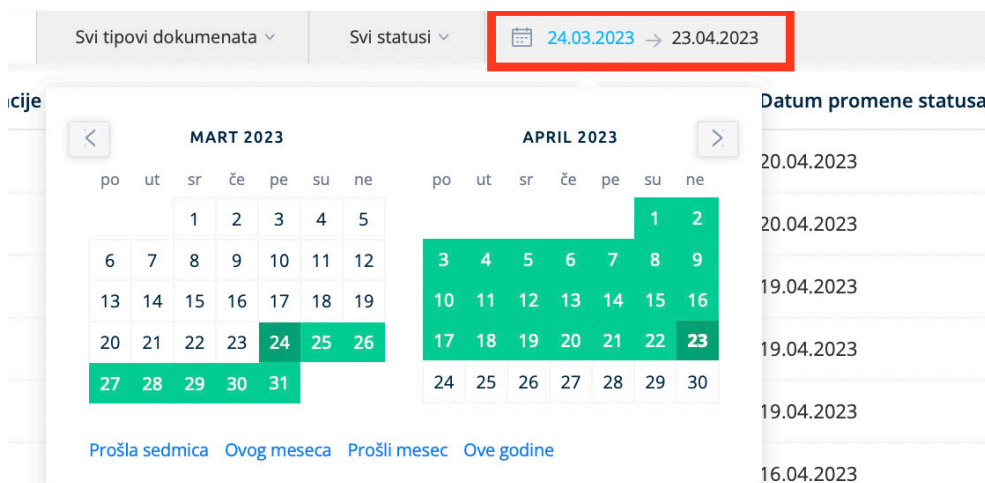 Svi tipovi dokumenata Svi statusi 24.03.2023 → 23.04.2023
cije Datum promene statusa
MART 2023 APRIL 2023
po ut sr če pe su ne po ut sr če pe su ne
20.04.2023
1 2 3 4 5 1 2
20.04.2023
6 7 8 9 10 11 12 3 4 5 6 7 8 9
19.04.2023
13 14 15 16 17 18 19 10 11 12 13 14 15 16
20 21 22 23 24 25 26 17 18 19 20 21 22 23
19.04.2023
27 28 29 30 31 24 25 26 27 28 29 30
19.04.2023
Prošla sedmica Ovog meseca Prošli mesec Ove godine
16.04.2023